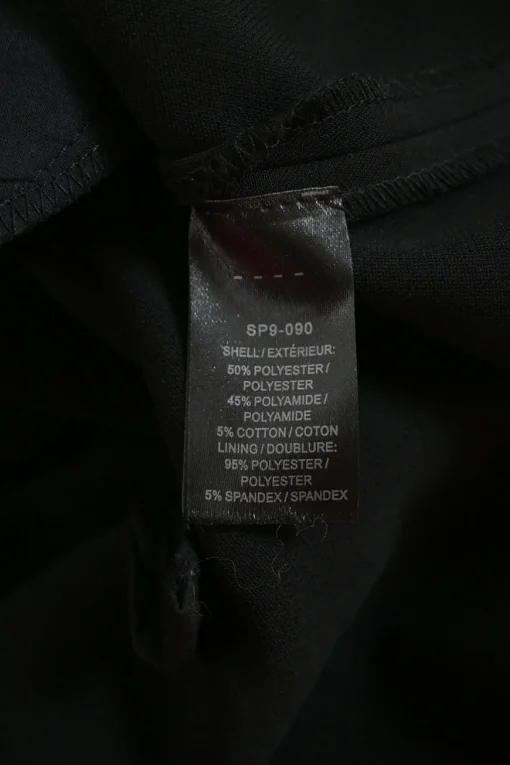 SP9-090
SHELL/EXTÉRIEUR:
50% POLYESTER/
POLYESTER
45% POLYAMIDE/
POLYAMIDE
5% COTTON/COTON
LINING/DOUBLURE:
95% POLYESTER/
POLYESTER
5% SPANDEX/SPANDEX